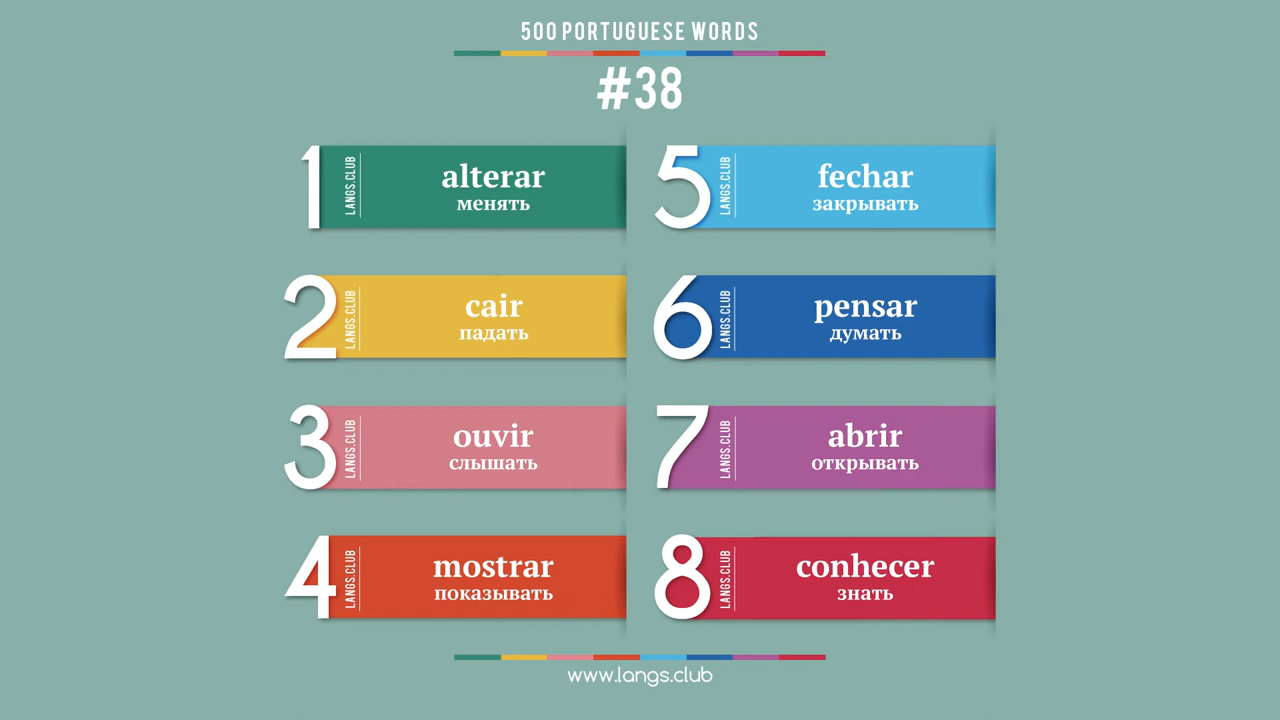 500 PORTUGUESE WORDS
#38
1
LANGS.CLUB
alterar
менять
2
LANGS.CLUB
cair
падать
3
LANGS.CLUB
ouvir
слышать
4
LANGS.CLUB
mostrar
показывать
5
LANGS.CLUB
fechar
закрывать
6
LANGS.CLUB
pensar
думать
7
LANGS.CLUB
abrir
открывать
8
LANGS.CLUB
conhecer
знать
www.langs.club